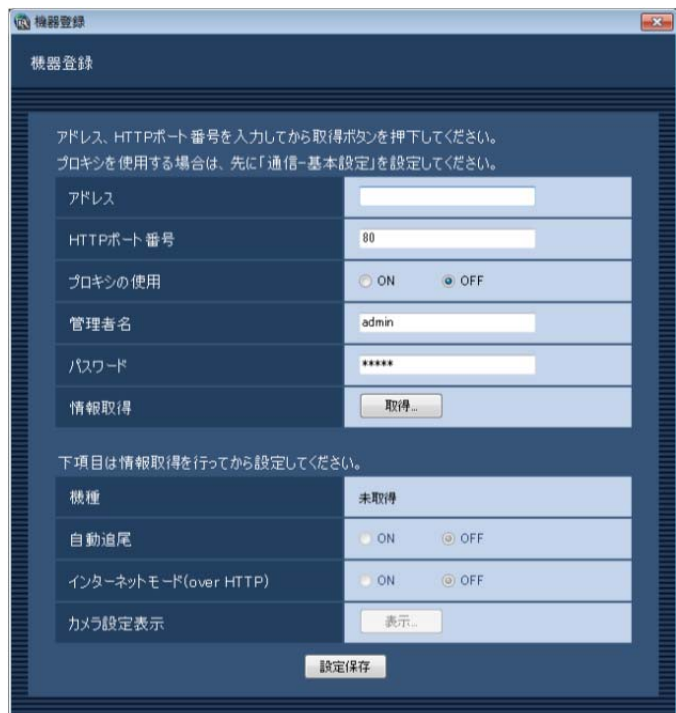 機器登録
機器登録
アドレス、HTTPポート番号を入力してから取得ボタンを押下してください。
プロキシを使用する場合は、先に「通信-基本設定」を設定してください。
アドレス
HTTPポート番号 80
プロキシの使用 ON OFF
管理者名 admin
パスワード *****
情報取得 取得...
下項目は情報取得を行ってから設定してください。
機種 未取得
自動追尾 ON OFF
インターネットモード(over HTTP) ON OFF
カメラ設定表示 表示...
設定保存